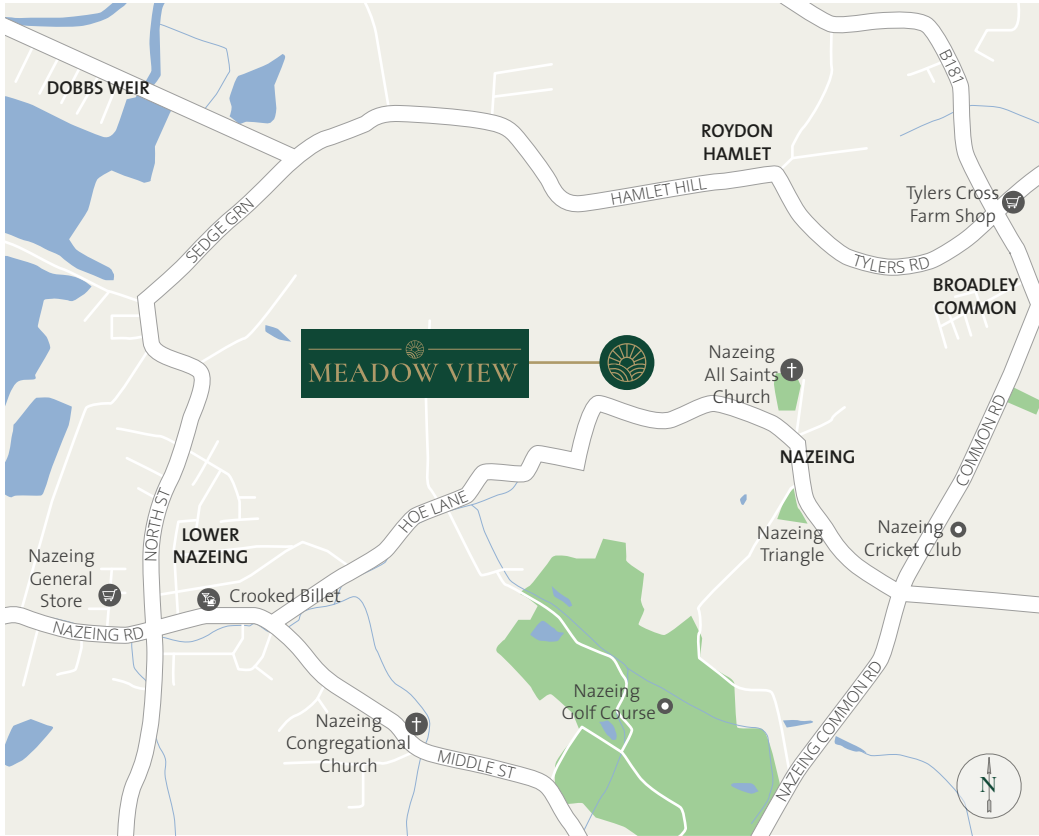 B181
DOBBS WEIR
ROYDON
HAMLET
HAMLET HILL
Tylers Cross
Farm Shop
SEDGE GRN
TYLERS RD
BROADLEY
COMMON
MEADOW VIEW
Nazeing
All Saints
Church
COMMON RD
NAZEING
HOE LANE
NORTH ST
LOWER
NAZEING
Nazeing
Triangle
Nazeing
Cricket Club
Nazeing
General
Store
Crooked Billet
NAZEING RD
Nazeing
Golf Course
NAZEING COMMON RD
Nazeing
Congregational
Church
MIDDLE ST
N